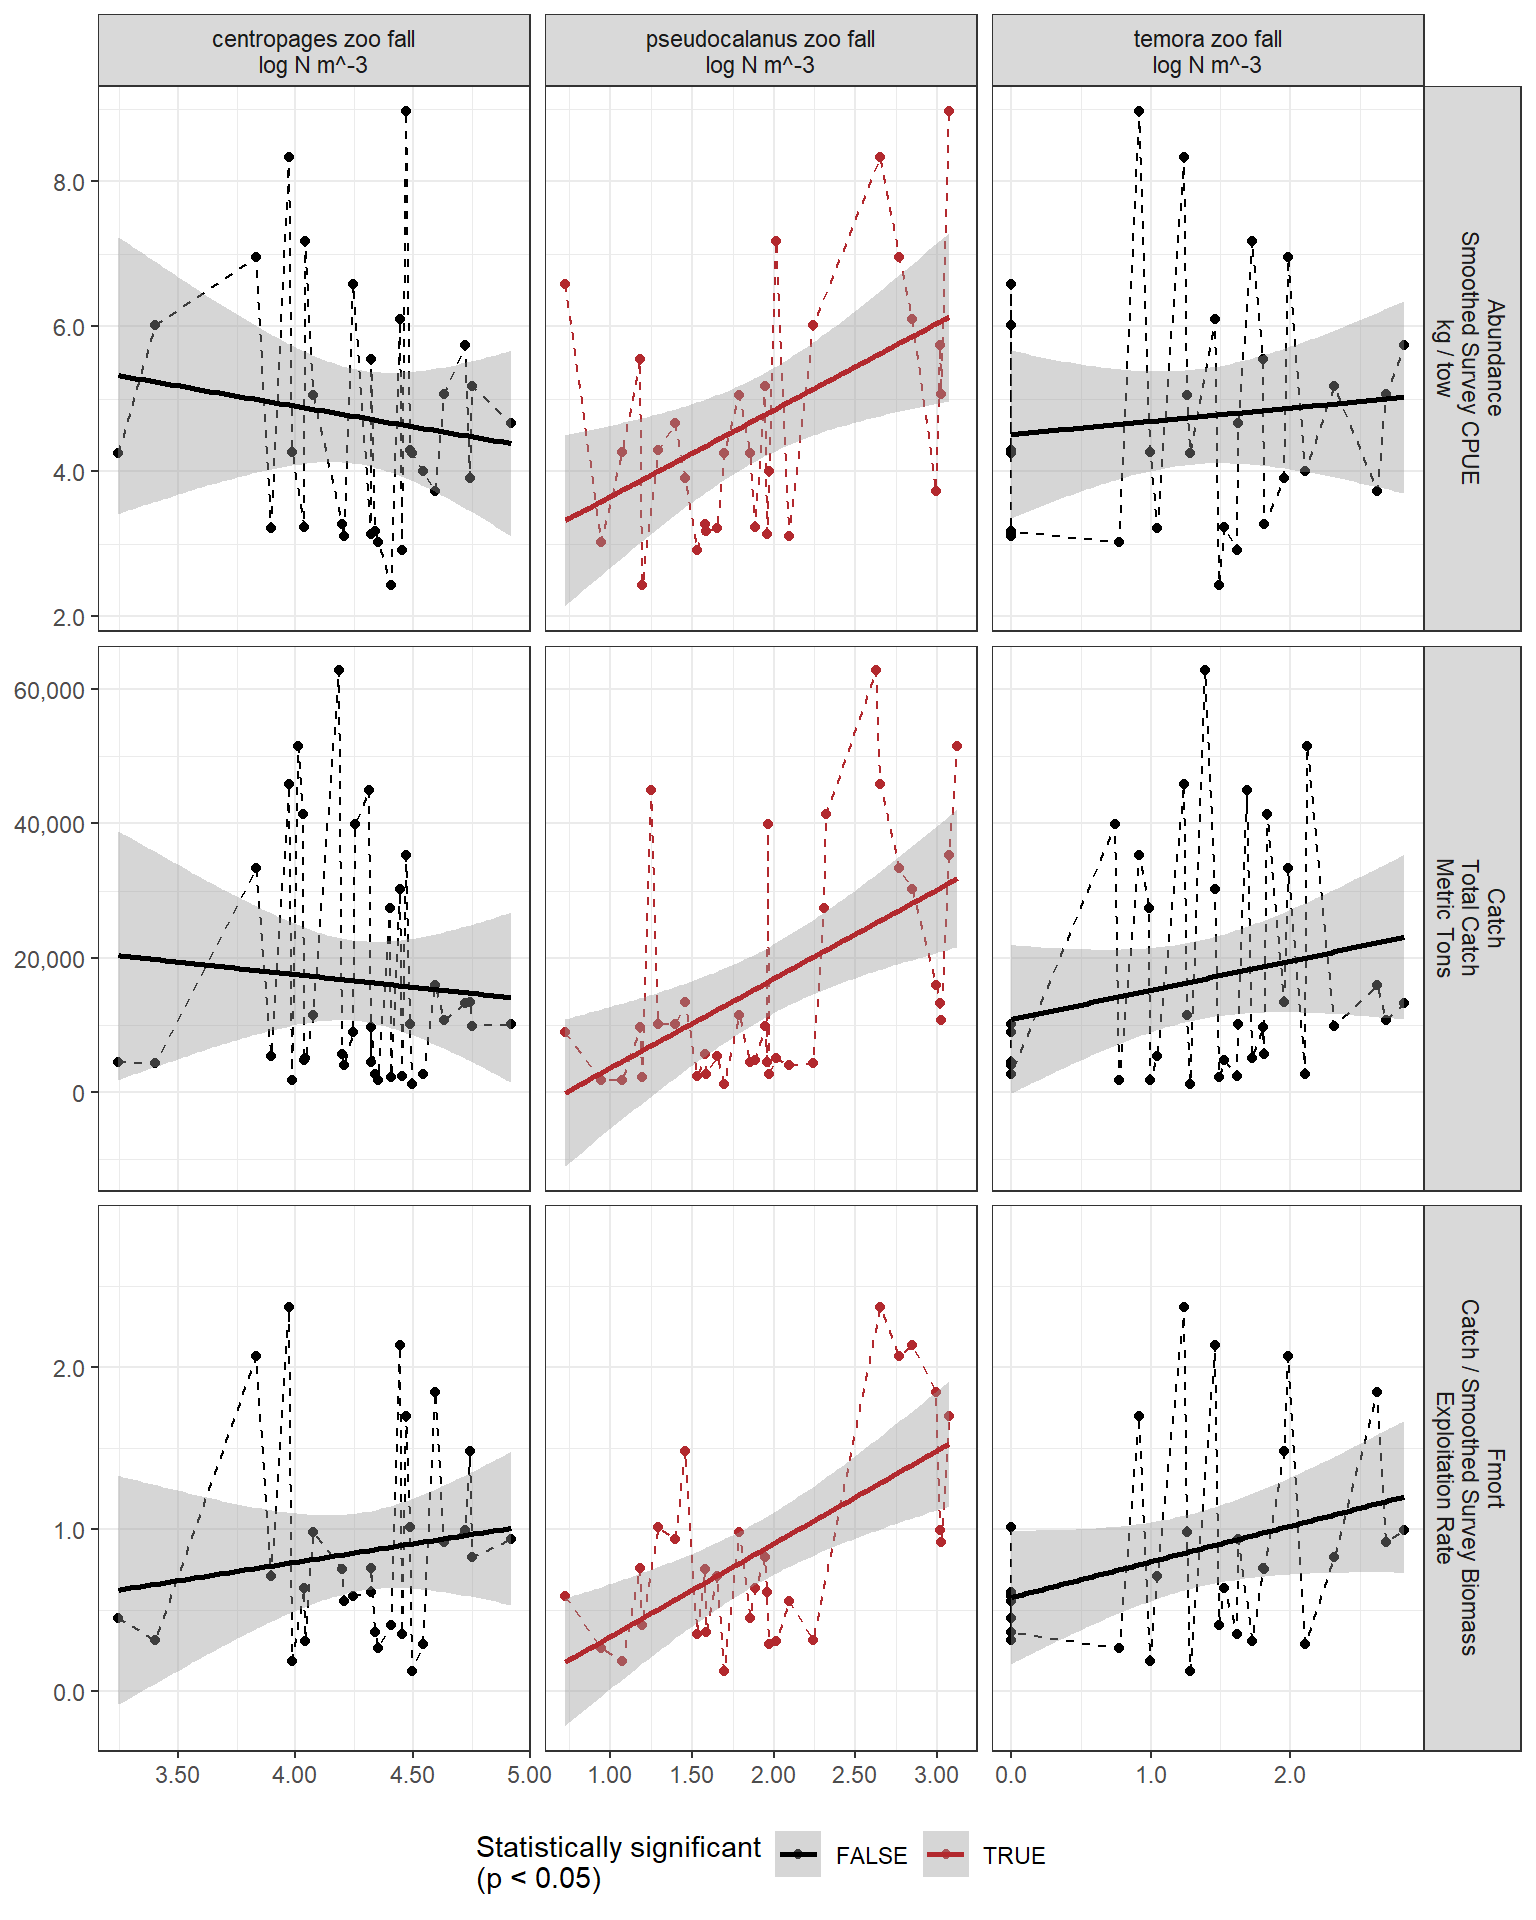 centropages zoo fall
log N m^-3
pseudocalanus zoo fall
log N m^-3
temora zoo fall
log N m^-3
8.0
6.0
4.0
2.0
Abundance
Smoothed Survey CPUE
kg / tow
60,000
40,000
20,000
0
Catch
Total Catch
Metric Tons
2.0
1.0
0.0
Fmort
Catch / Smoothed Survey Biomass
Exploitation Rate
3.50 4.00 4.50 5.00
1.00 1.50 2.00 2.50 3.00
0.0 1.0 2.0
Statistically significant
(p < 0.05)
FALSE
TRUE